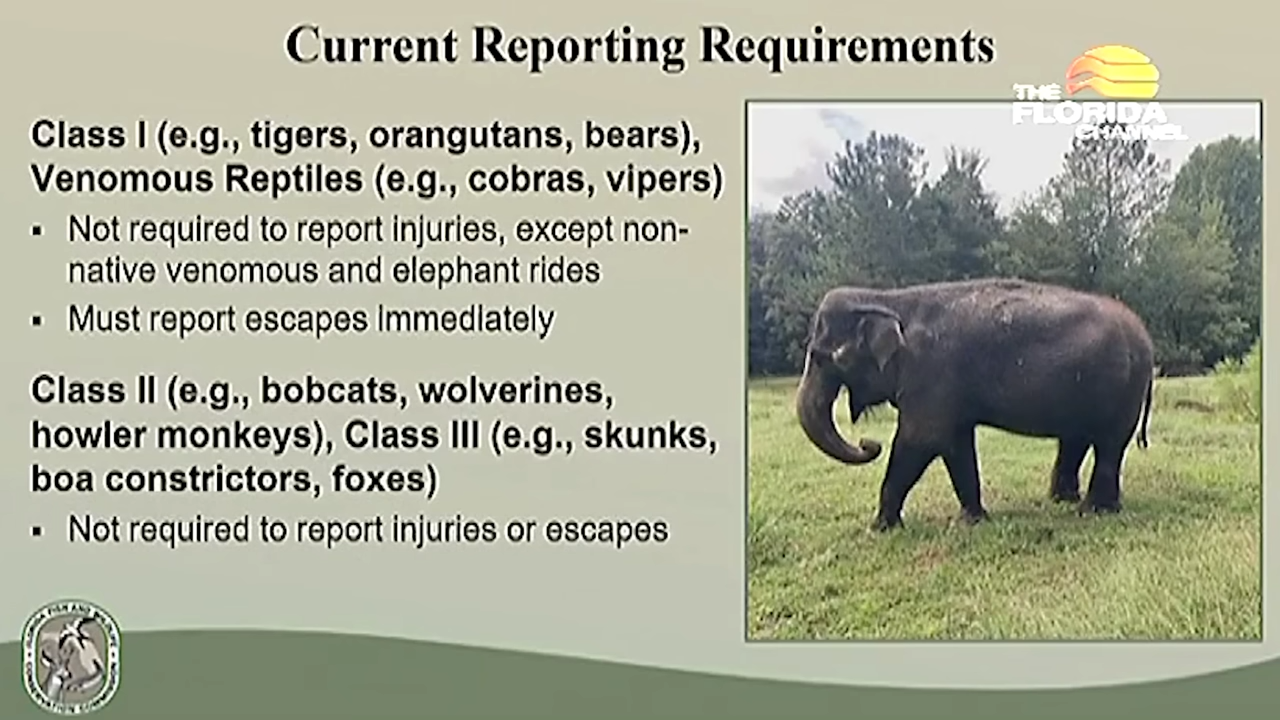 Current Reporting Requirements
THE
FLORIDA
CHANNEL
Class I (e.g., tigers, orangutans, bears),
Venomous Reptiles (e.g., cobras, vipers)
▪ Not required to report injuries, except non-
native venomous and elephant rides
▪ Must report escapes immediately
Class II (e.g., bobcats, wolverines,
howler monkeys), Class III (e.g., skunks,
boa constrictors, foxes)
▪ Not required to report injuries or escapes
FISH AND